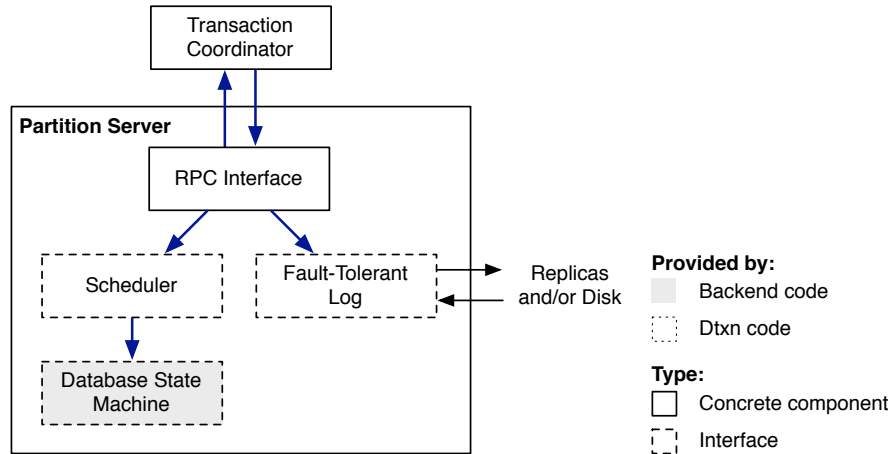 Transaction
Coordinator
Partition Server
RPC Interface
Scheduler
Fault-Tolerant
Log
Replicas
and/or Disk
Database State
Machine
Provided by:
Backend code
Dtxn code
Type:
Concrete component
Interface